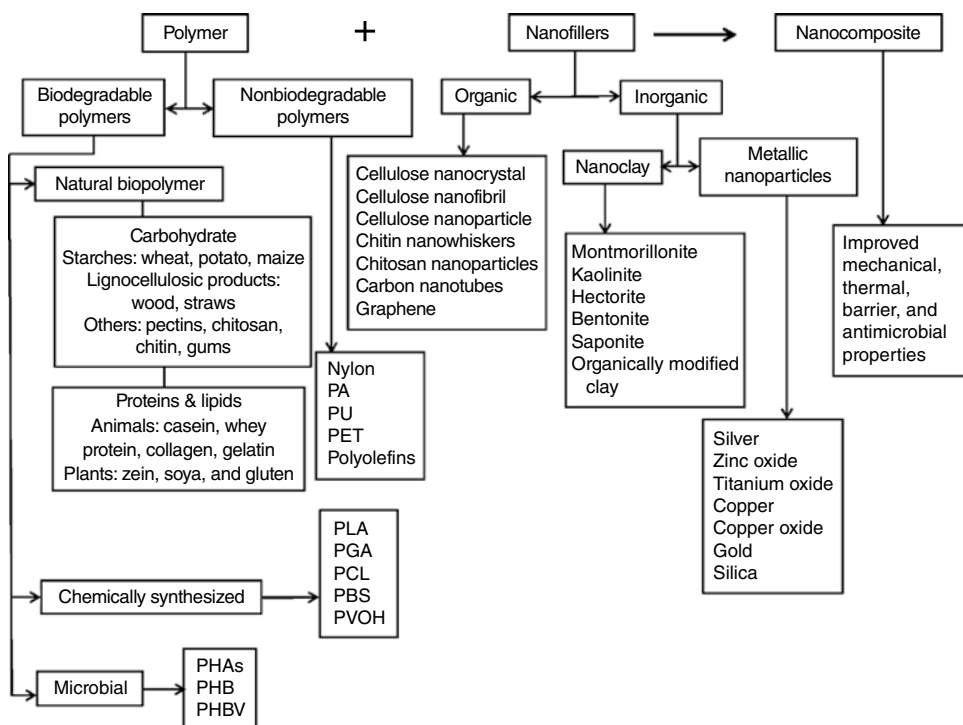 Polymer
+
Nanofillers
Nanocomposite
Biodegradable
polymers
Nonbiodegradable
polymers
Organic
Inorganic
Natural biopolymer
Carbohydrate
Starches: wheat, potato, maize
Lignocellulosic products:
wood, straws
Others: pectins, chitosan,
chitin, gums
Proteins & lipids
Animals: casein, whey
protein, collagen, gelatin
Plants: zein, soya, and gluten
Nylon
PA
PU
PET
Polyolefins
Cellulose nanocrystal
Cellulose nanofibril
Cellulose nanoparticle
Chitin nanowhiskers
Chitosan nanoparticles
Carbon nanotubes
Graphene
Nanoclay
Metallic
nanoparticles
Montmorillonite
Kaolinite
Hectorite
Bentonite
Saponite
Organically modified
clay
Silver
Zinc oxide
Titanium oxide
Copper
Copper oxide
Gold
Silica
Improved
mechanical,
thermal,
barrier, and
antimicrobial
properties
Chemically synthesized
PLA
PGA
PCL
PBS
PVOH
Microbial
PHAs
PHB
PHBV